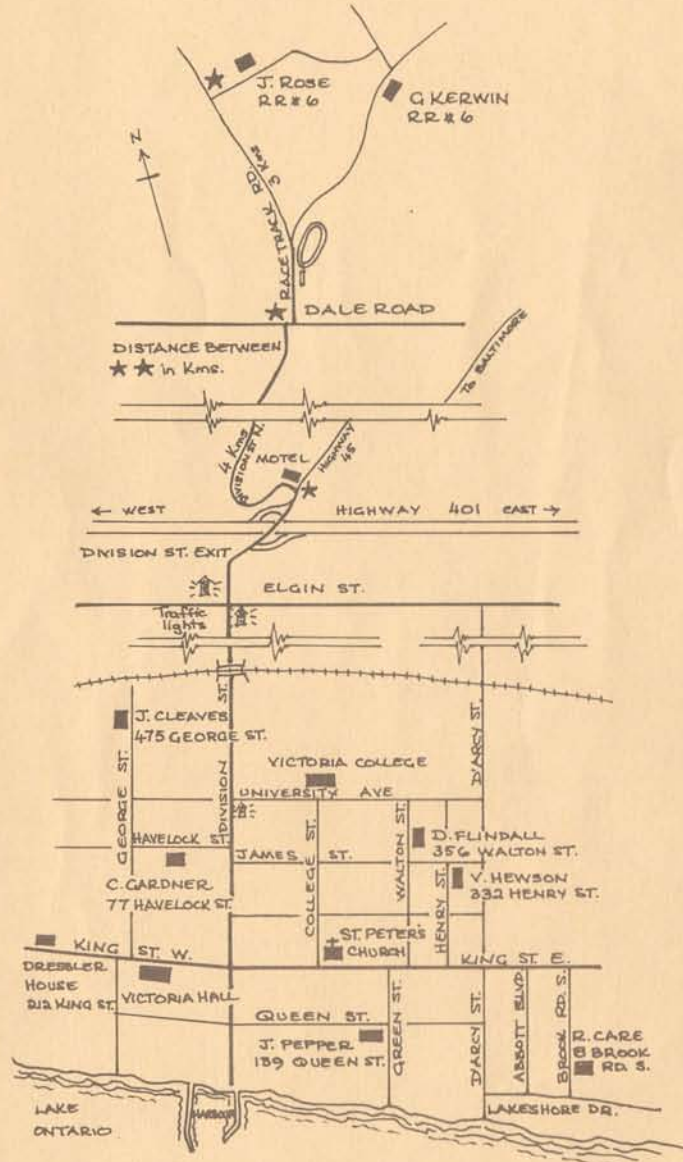 J. ROSE
RR#6
G KERWIN
RR#6
N
RACETRACK RD.
3 Kms
DALE ROAD
DISTANCE BETWEEN
★ ★ in Kms.
TO BALTIMORE
4 Kms
DIVISION ST. N.
MOTEL
HIGHWAY
45
← WEST
HIGHWAY 401 EAST →
DIVISION ST. EXIT
ELGIN ST.
Traffic
lights
J. CLEAVES
475 GEORGE ST.
GEORGE ST.
DIVISION ST.
D'ARCY ST.
VICTORIA COLLEGE
UNIVERSITY AVE
HAVELOCK ST.
JAMES ST.
COLLEGE ST.
WALTON ST.
D. FLINDALL
356 WALTON ST.
C. GARDNER
77 HAVELOCK ST.
HENRY ST.
V. HEWSON
332 HENRY ST.
ST. PETER'S
CHURCH
KING ST. W.
KING ST E.
DRESSLER
HOUSE
212 KING ST.
VICTORIA HALL
QUEEN ST.
J. PEPPER
189 QUEEN ST.
GREEN ST.
D'ARCY ST.
ABBOTT BLVD
BROOK RD. S.
R. CARE
8 BROOK
RD. S.
LAKESHORE DR.
HARBOUR
LAKE
ONTARIO